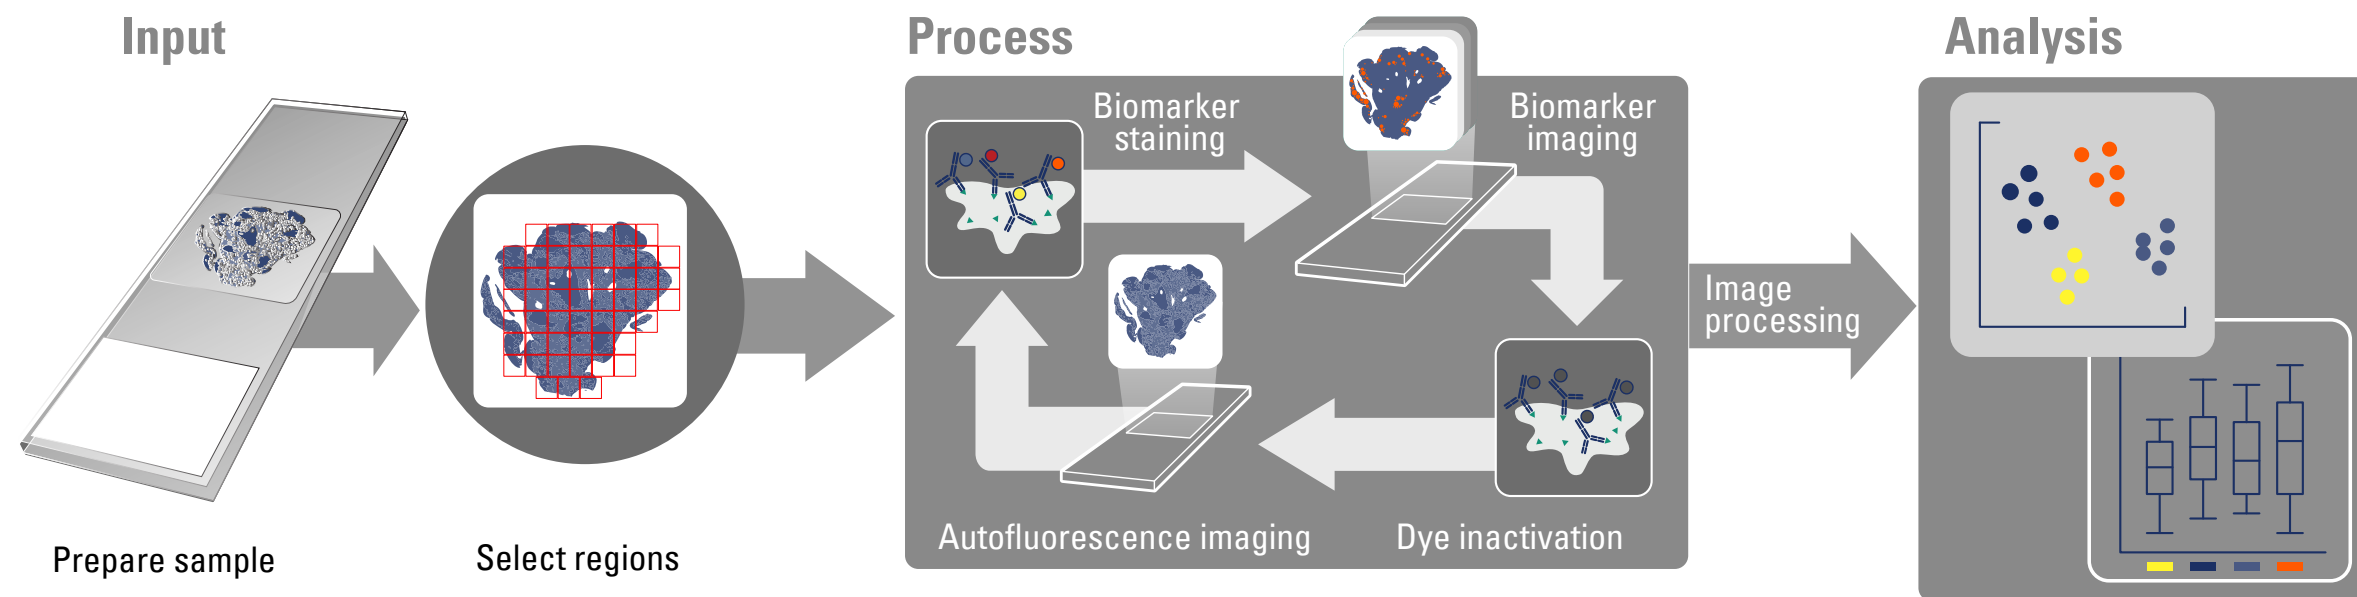 Input
Process
Analysis
Biomarker
staining
Biomarker
imaging
Image
processing
Autofluorescence imaging
Dye inactivation
Prepare sample
Select regions